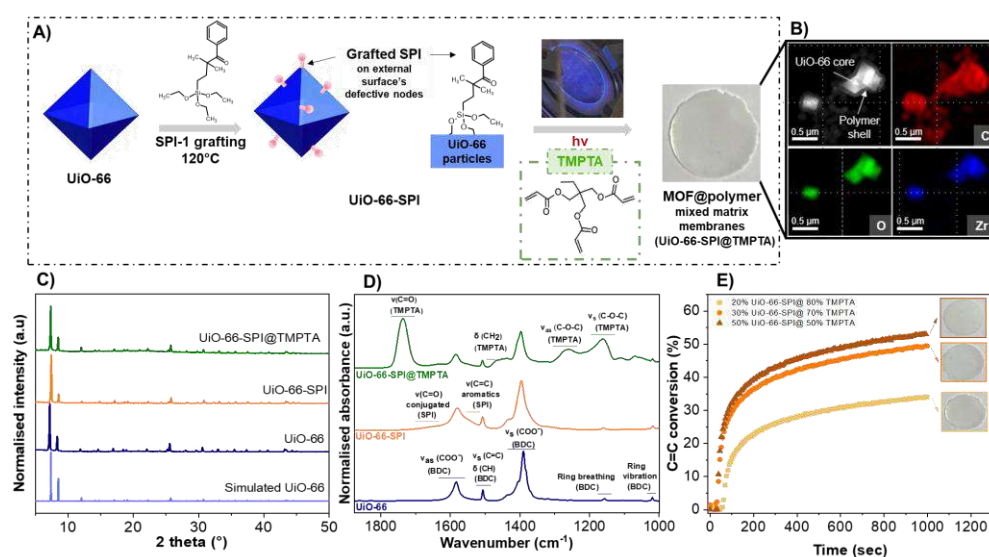 A)
UiO-66
SPI-1 grafting
120°C
Grafted SPI
on external
surface's
defective nodes
UiO-66
particles
UiO-66-SPI
hν
TMPTA
MOF@polymer
mixed matrix
membranes
(UiO-66-SPI@TMPTA)
B)
UiO-66 core
Polymer
shell
0.5 µm
0.5 µm
C
0.5 µm
O
0.5 µm
Zr
C)
Normalised intensity (a.u)
UiO-66-SPI@TMPTA
UiO-66-SPI
UiO-66
Simulated UiO-66
5 10 15 20 25 30 35 40 45 50
2 theta (°)
D)
Normalised absorbance (a.u.)
ν(C=O)
(TMPTA)
δ (CH2)
(TMPTA)
νas (C-O-C)
(TMPTA)
νs (C-O-C)
(TMPTA)
UiO-66-SPI@TMPTA
ν(C=O)
conjugated
(SPI)
ν(C=C)
aromatics
(SPI)
UiO-66-SPI
νas (COO-)
(BDC)
νs (C=C)
δ (CH)
(BDC)
νs (COO-)
(BDC)
Ring breathing
(BDC)
Ring
vibration
(BDC)
UiO-66
1800 1600 1400 1200 1000
Wavenumber (cm-1)
E)
C=C conversion (%)
20% UiO-66-SPI@ 80% TMPTA
30% UiO-66-SPI@ 70% TMPTA
50% UiO-66-SPI@ 50% TMPTA
70
60
50
40
30
20
10
0
0 200 400 600 800 1000 1200
Time (sec)